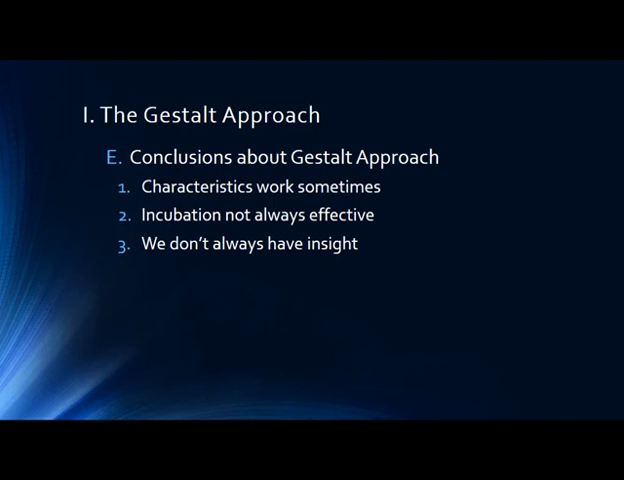 I. The Gestalt Approach
E. Conclusions about Gestalt Approach
1. Characteristics work sometimes
2. Incubation not always effective
3. We don't always have insight